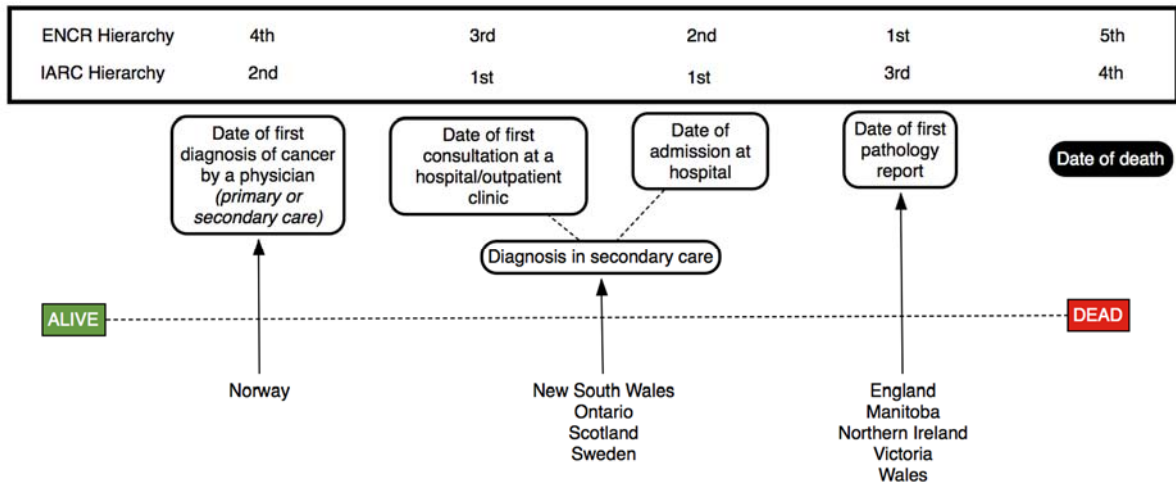 ENCR Hierarchy 4th 3rd 2nd 1st 5th
IARC Hierarchy 2nd 1st 1st 3rd 4th
Date of first
diagnosis of cancer
by a physician
(primary or
secondary care)
Date of first
consultation at a
hospital/outpatient
clinic
Date of
admission at
hospital
Date of first
pathology
report
Date of death
Diagnosis in secondary care
ALIVE
DEAD
Norway
New South Wales
Ontario
Scotland
Sweden
England
Manitoba
Northern Ireland
Victoria
Wales